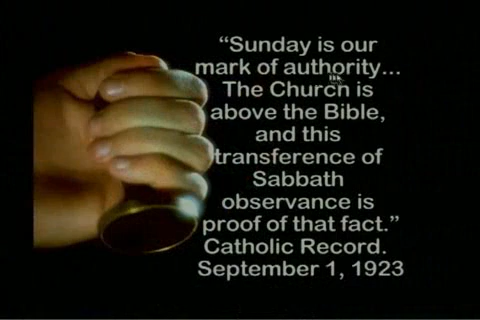 “Sunday is our
mark of authority...
The Church is
above the Bible,
and this
transference of
Sabbath
observance is
proof of that fact.”
Catholic Record.
September 1, 1923